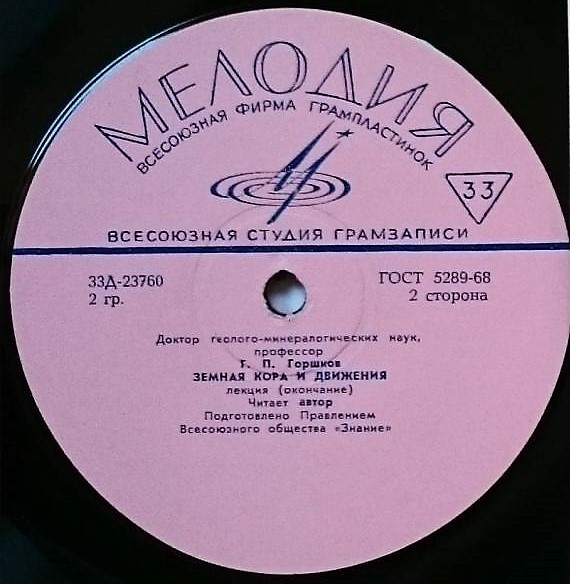 МЕЛОДИЯ
ВСЕСОЮЗНАЯ ФИРМА ГРАМПЛАСТИНОК
33
ВСЕСОЮЗНАЯ СТУДИЯ ГРАМЗАПИСИ
33Д-23760
2 гр.
ГОСТ 5289-68
2 сторона
Доктор геолого-минералогических наук,
профессор
Г. П. Горшков
ЗЕМНАЯ КОРА И ДВИЖЕНИЯ
лекция (окончание)
Читает автор
Подготовлено Правлением
Всесоюзного общества «Знание»